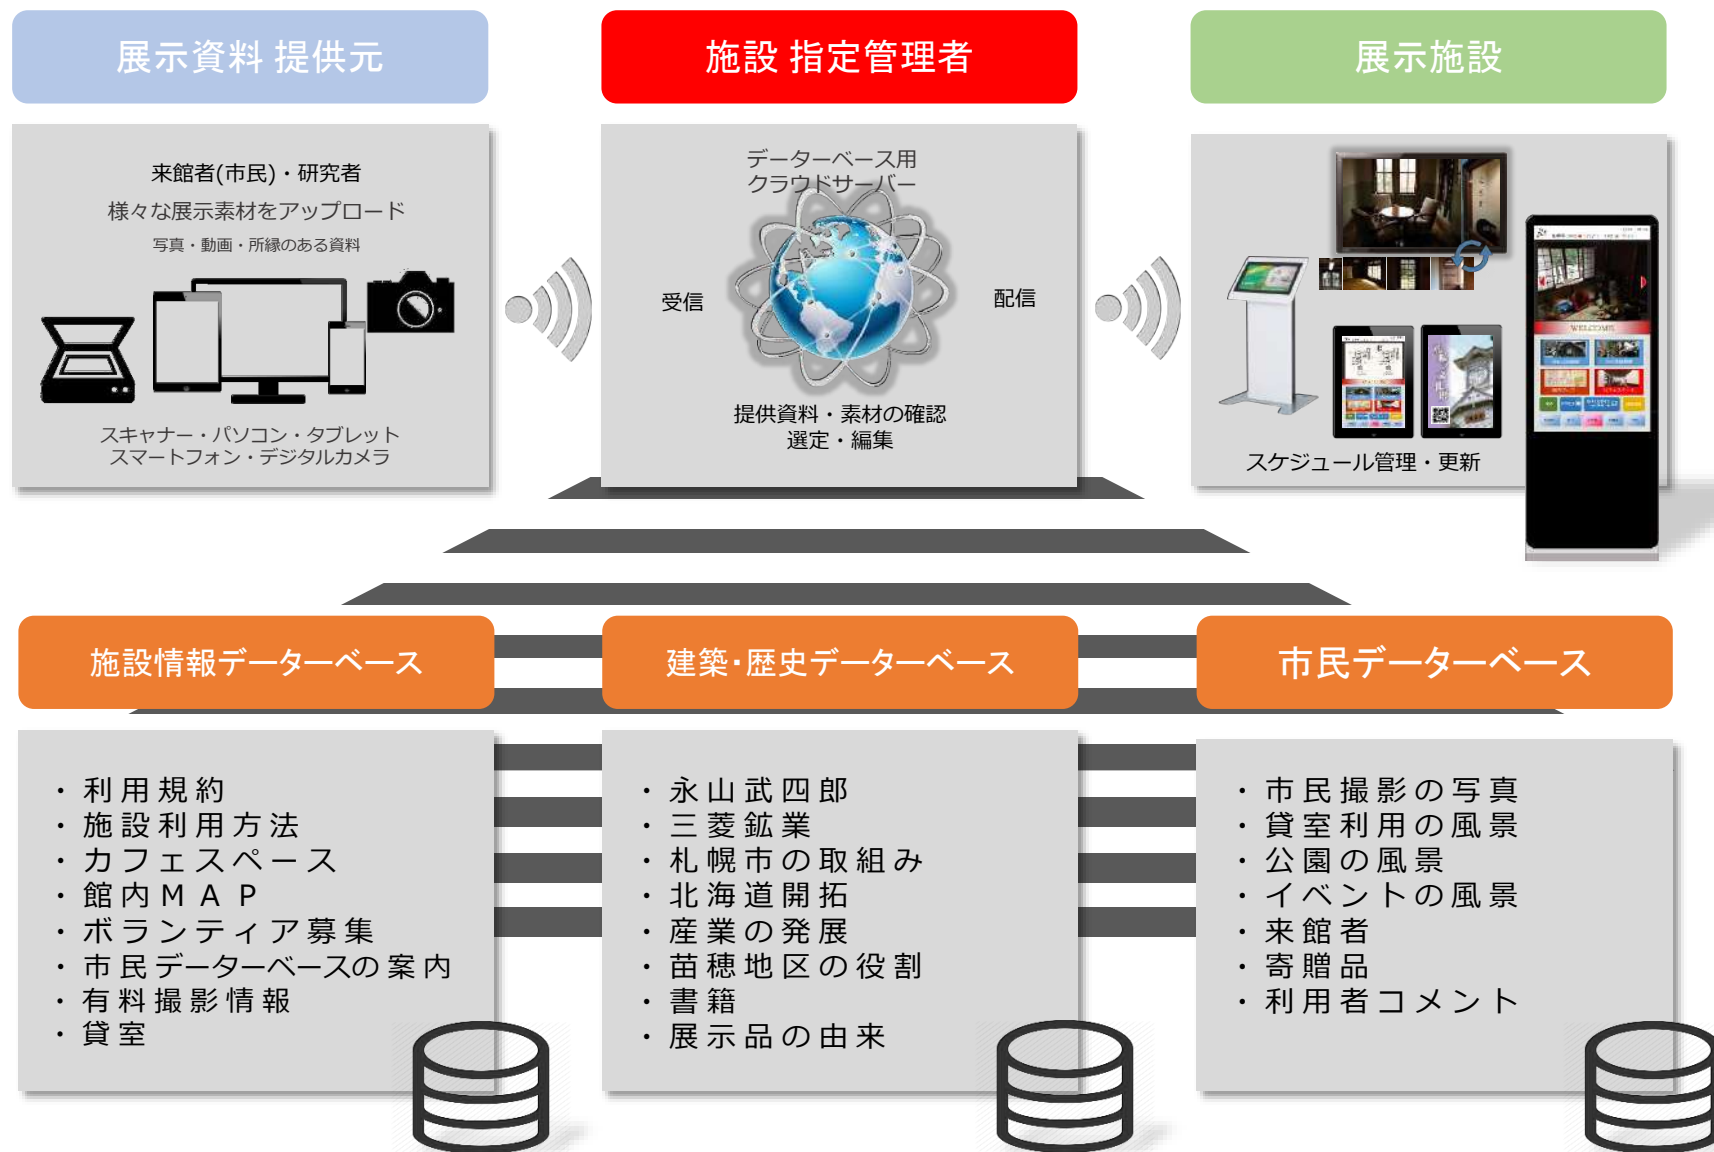 展示資料 提供元
施設 指定管理者
展示施設
来館者(市民)・研究者
様々な展示素材をアップロード
写真・動画・所縁のある資料
スキャナー・パソコン・タブレット
スマートフォン・デジタルカメラ
データーベース用
クラウドサーバー
受信
配信
提供資料・素材の確認
選定・編集
WELCOME
スケジュール管理・更新
施設情報データーベース
建築・歴史データーベース
市民データーベース
・利用規約
・施設利用方法
・カフェスペース
・館内ＭＡＰ
・ボランティア募集
・市民データーベースの案内
・有料撮影情報
・貸室
・永山武四郎
・三菱鉱業
・札幌市の取組み
・北海道開拓
・産業の発展
・苗穂地区の役割
・書籍
・展示品の由来
・市民撮影の写真
・貸室利用の風景
・公園の風景
・イベントの風景
・来館者
・寄贈品
・利用者コメント